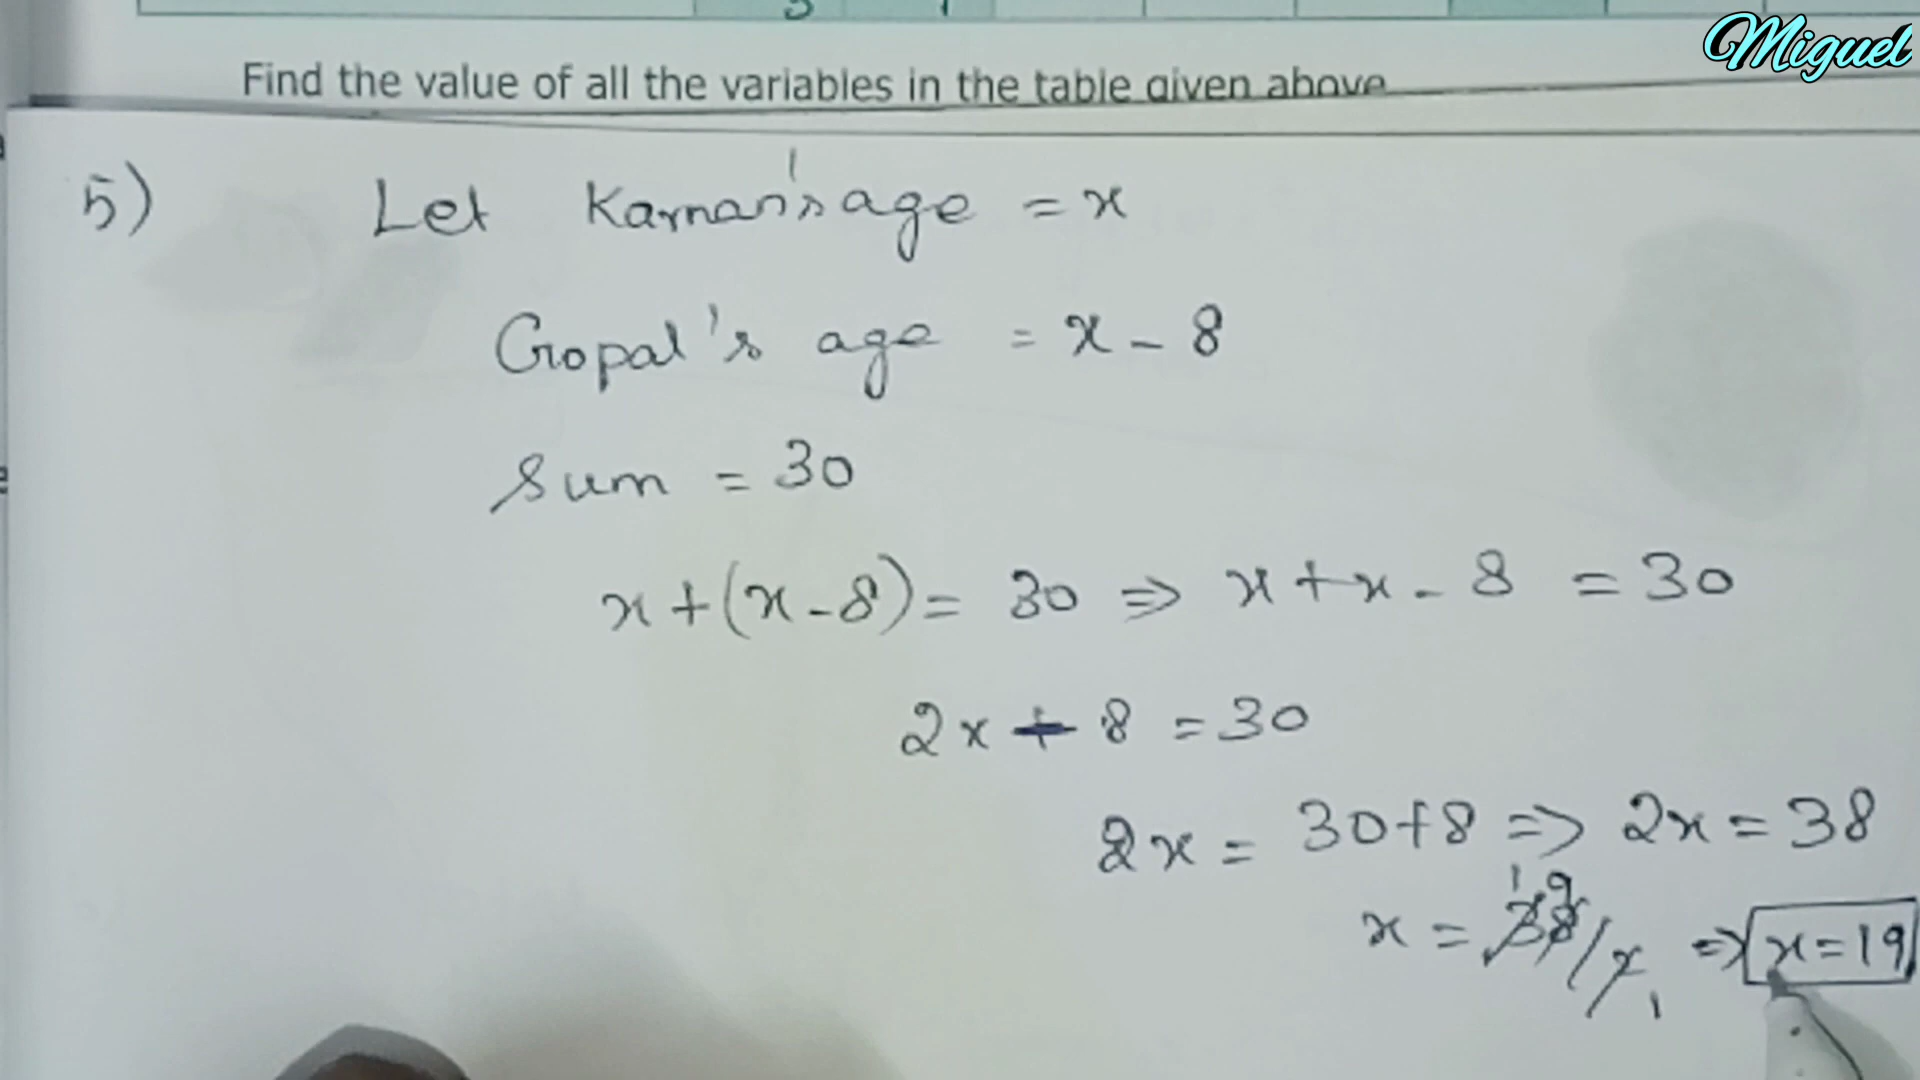 Miguel
Find the value of all the variables in the table given above
5) Let Karnan's age = x
Gopal's age = x - 8
Sum = 30
x + (x - 8) = 30 ⇒ x + x - 8 = 30
2x - 8 = 30
2x = 30 + 8 ⇒ 2x = 38
x = 38/2 ⇒ x = 19